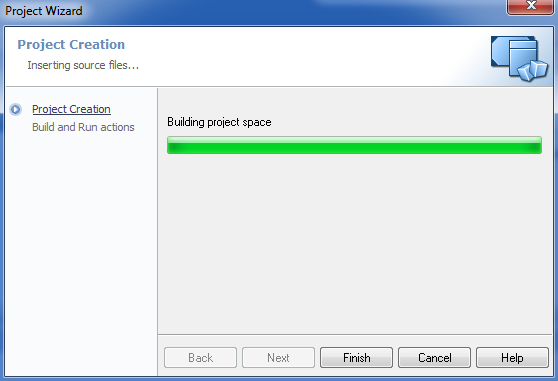 Project Wizard
Project Creation
Inserting source files...
Project Creation
Build and Run actions
Building project space
Back
Next
Finish
Cancel
Help